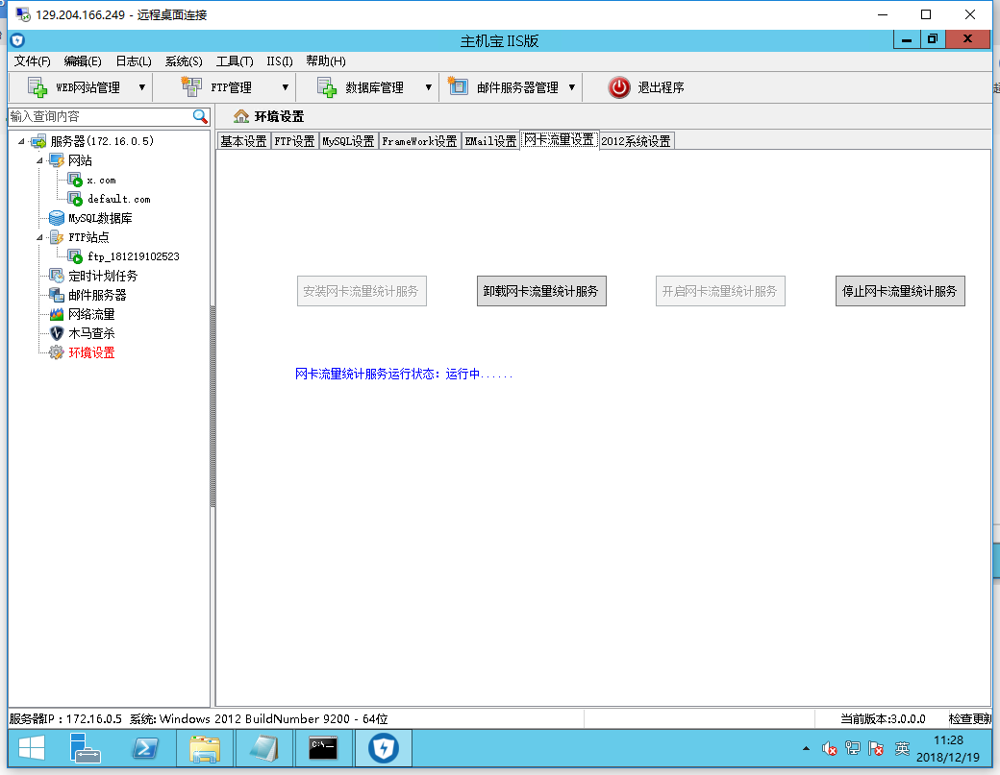 129.204.166.249 - 远程桌面连接
主机宝 IIS版
文件(F) 编辑(E) 日志(L) 系统(S) 工具(T) IIS(I) 帮助(H)
WEB网站管理 FTP管理 数据库管理 邮件服务器管理 退出程序
输入查询内容
环境设置
基本设置 FTP设置 MySQL设置 FrameWork设置 EMail设置 网卡流量设置 2012系统设置
服务器(172.16.0.5)
网站
x.com
default.com
MySQL数据库
FTP站点
ftp_181219102523
定时计划任务
邮件服务器
网络流量
木马查杀
环境设置
安装网卡流量统计服务 卸载网卡流量统计服务 开启网卡流量统计服务 停止网卡流量统计服务
网卡流量统计服务运行状态：运行中......
服务器IP：172.16.0.5 系统: Windows 2012 BuildNumber 9200 - 64位 当前版本:3.0.0.0 检查更新
C:\_
英
11:28
2018/12/19